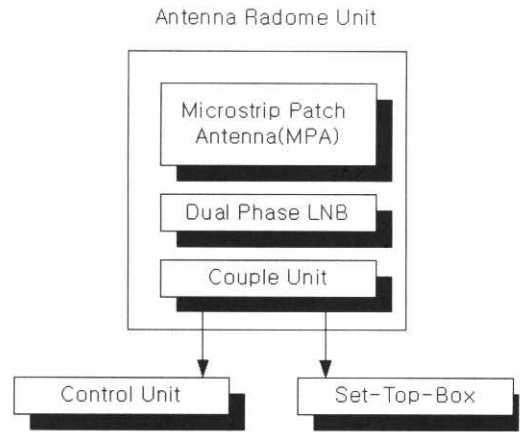 Antenna Radome Unit
Microstrip Patch
Antenna(MPA)
Dual Phase LNB
Couple Unit
Control Unit
Set-Top-Box